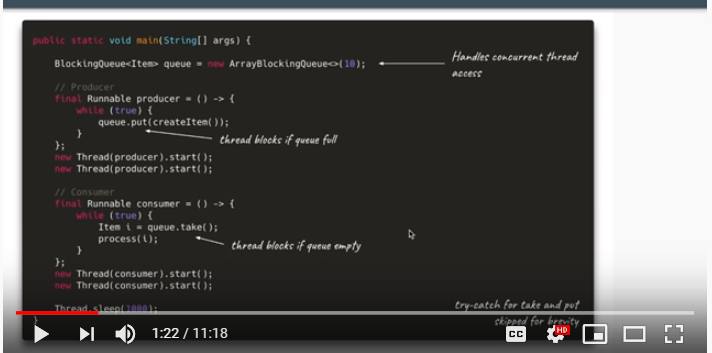 public static void main(String[] args) {
BlockingQueue<Item> queue = new ArrayBlockingQueue<>(10);
Handles concurrent thread
access
// Producer
final Runnable producer = () -> {
while (true) {
queue.put(createItem());
}
thread blocks if queue full
};
new Thread(producer).start();
new Thread(producer).start();
// Consumer
final Runnable consumer = () -> {
while (true) {
Item i = queue.take();
process(i);
}
thread blocks if queue empty
};
new Thread(consumer).start();
new Thread(consumer).start();
Thread.sleep(1000);
}
try-catch for take and put
skipped for brevity
1:22 / 11:18
CC
HD